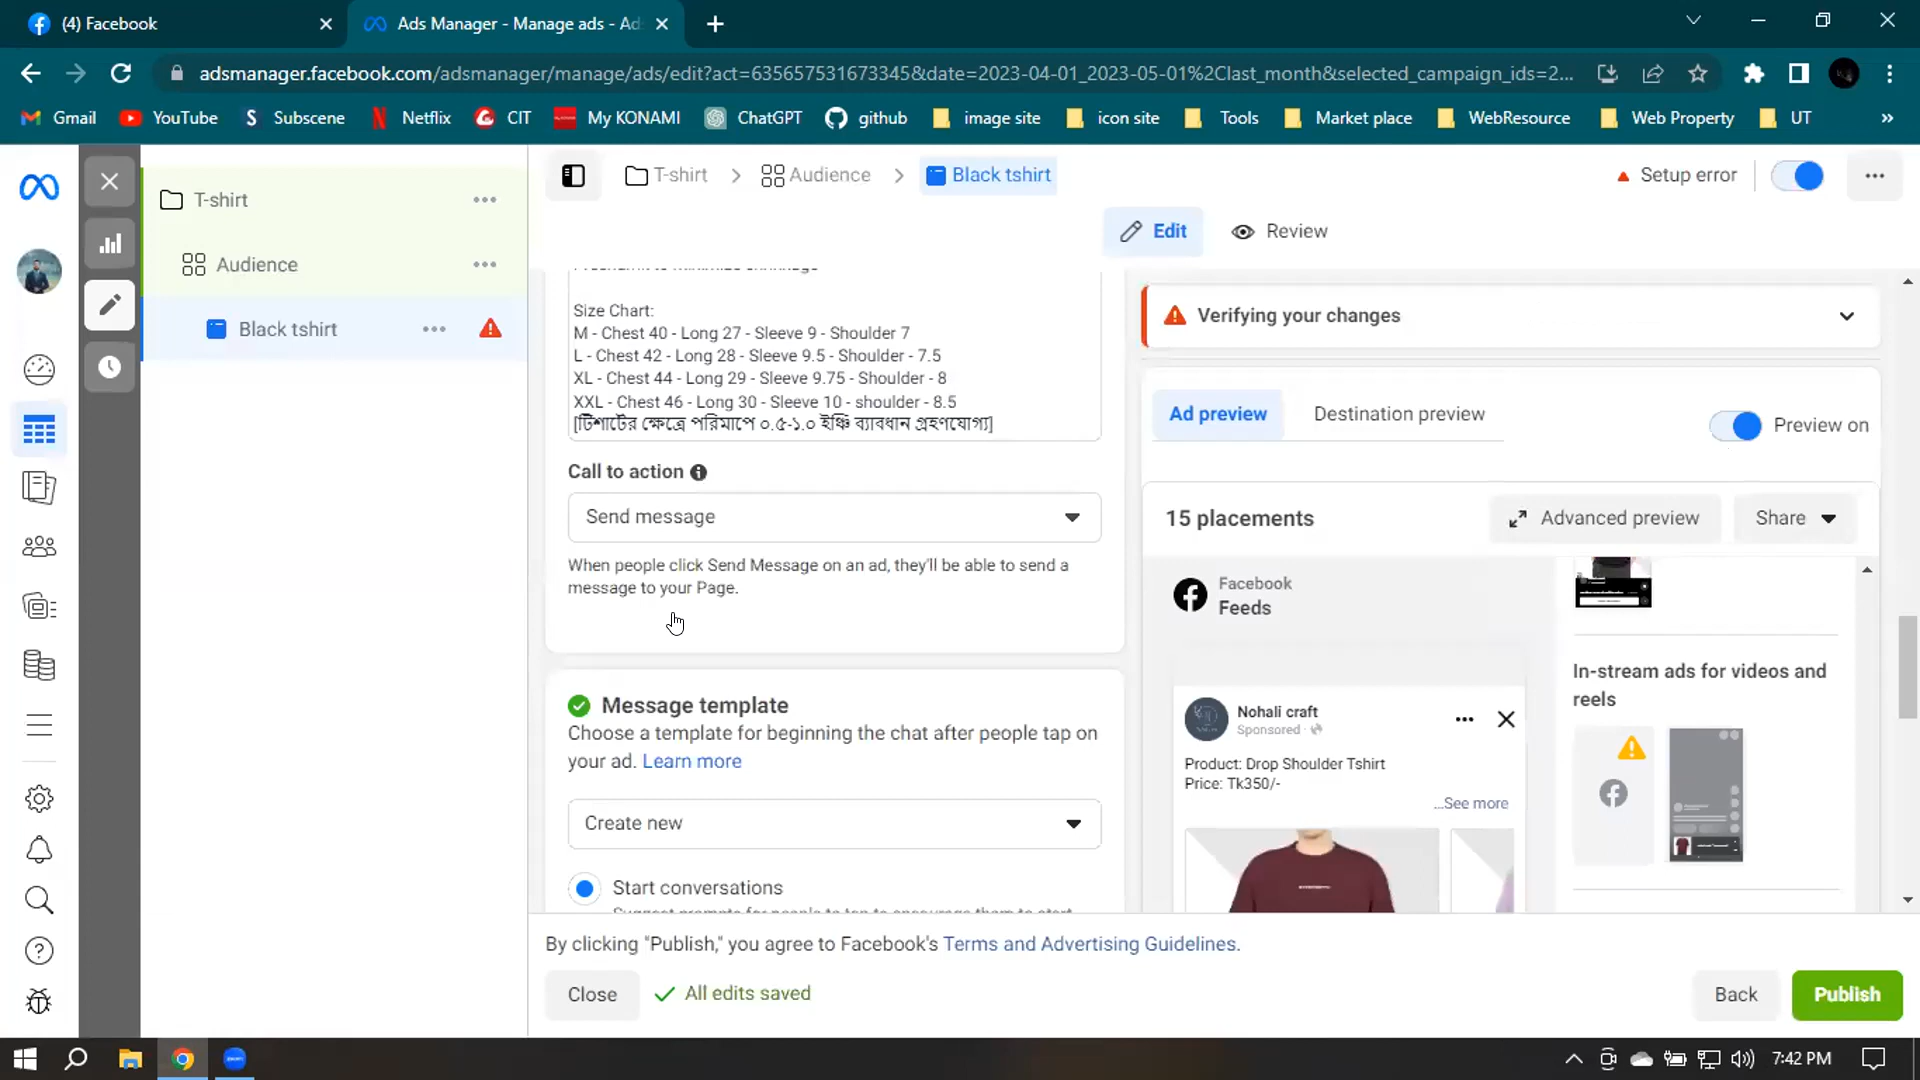 (4) Facebook
Ads Manager - Manage ads - Ad
adsmanager.facebook.com/adsmanager/manage/ads/edit?act=635657531673345&date=2023-04-01_2023-05-01%2Clast_month&selected_campaign_ids=2...
Gmail YouTube Subscene Netflix CIT My KONAMI ChatGPT github image site icon site Tools Market place WebResource Web Property UT »
T-shirt
Audience
Black tshirt
T-shirt > Audience > Black tshirt
Setup error
Edit Review
Size Chart:
M - Chest 40 - Long 27 - Sleeve 9 - Shoulder 7
L - Chest 42 - Long 28 - Sleeve 9.5 - Shoulder - 7.5
XL - Chest 44 - Long 29 - Sleeve 9.75 - Shoulder - 8
XXL - Chest 46 - Long 30 - Sleeve 10 - shoulder - 8.5
[টিশার্টের ক্ষেত্রে পরিমাপে ০.৫-১.০ ইঞ্চি ব্যাবধান গ্রহণযোগ্য]
Call to action
Send message
When people click Send Message on an ad, they'll be able to send a
message to your Page.
Message template
Choose a template for beginning the chat after people tap on
your ad. Learn more
Create new
Start conversations
Verifying your changes
Ad preview Destination preview
Preview on
15 placements
Advanced preview
Share
Facebook
Feeds
Nohali craft
Sponsored ·
Product: Drop Shoulder Tshirt
Price: Tk350/-
...See more
In-stream ads for videos and
reels
By clicking "Publish," you agree to Facebook's Terms and Advertising Guidelines.
Close
All edits saved
Back
Publish
7:42 PM